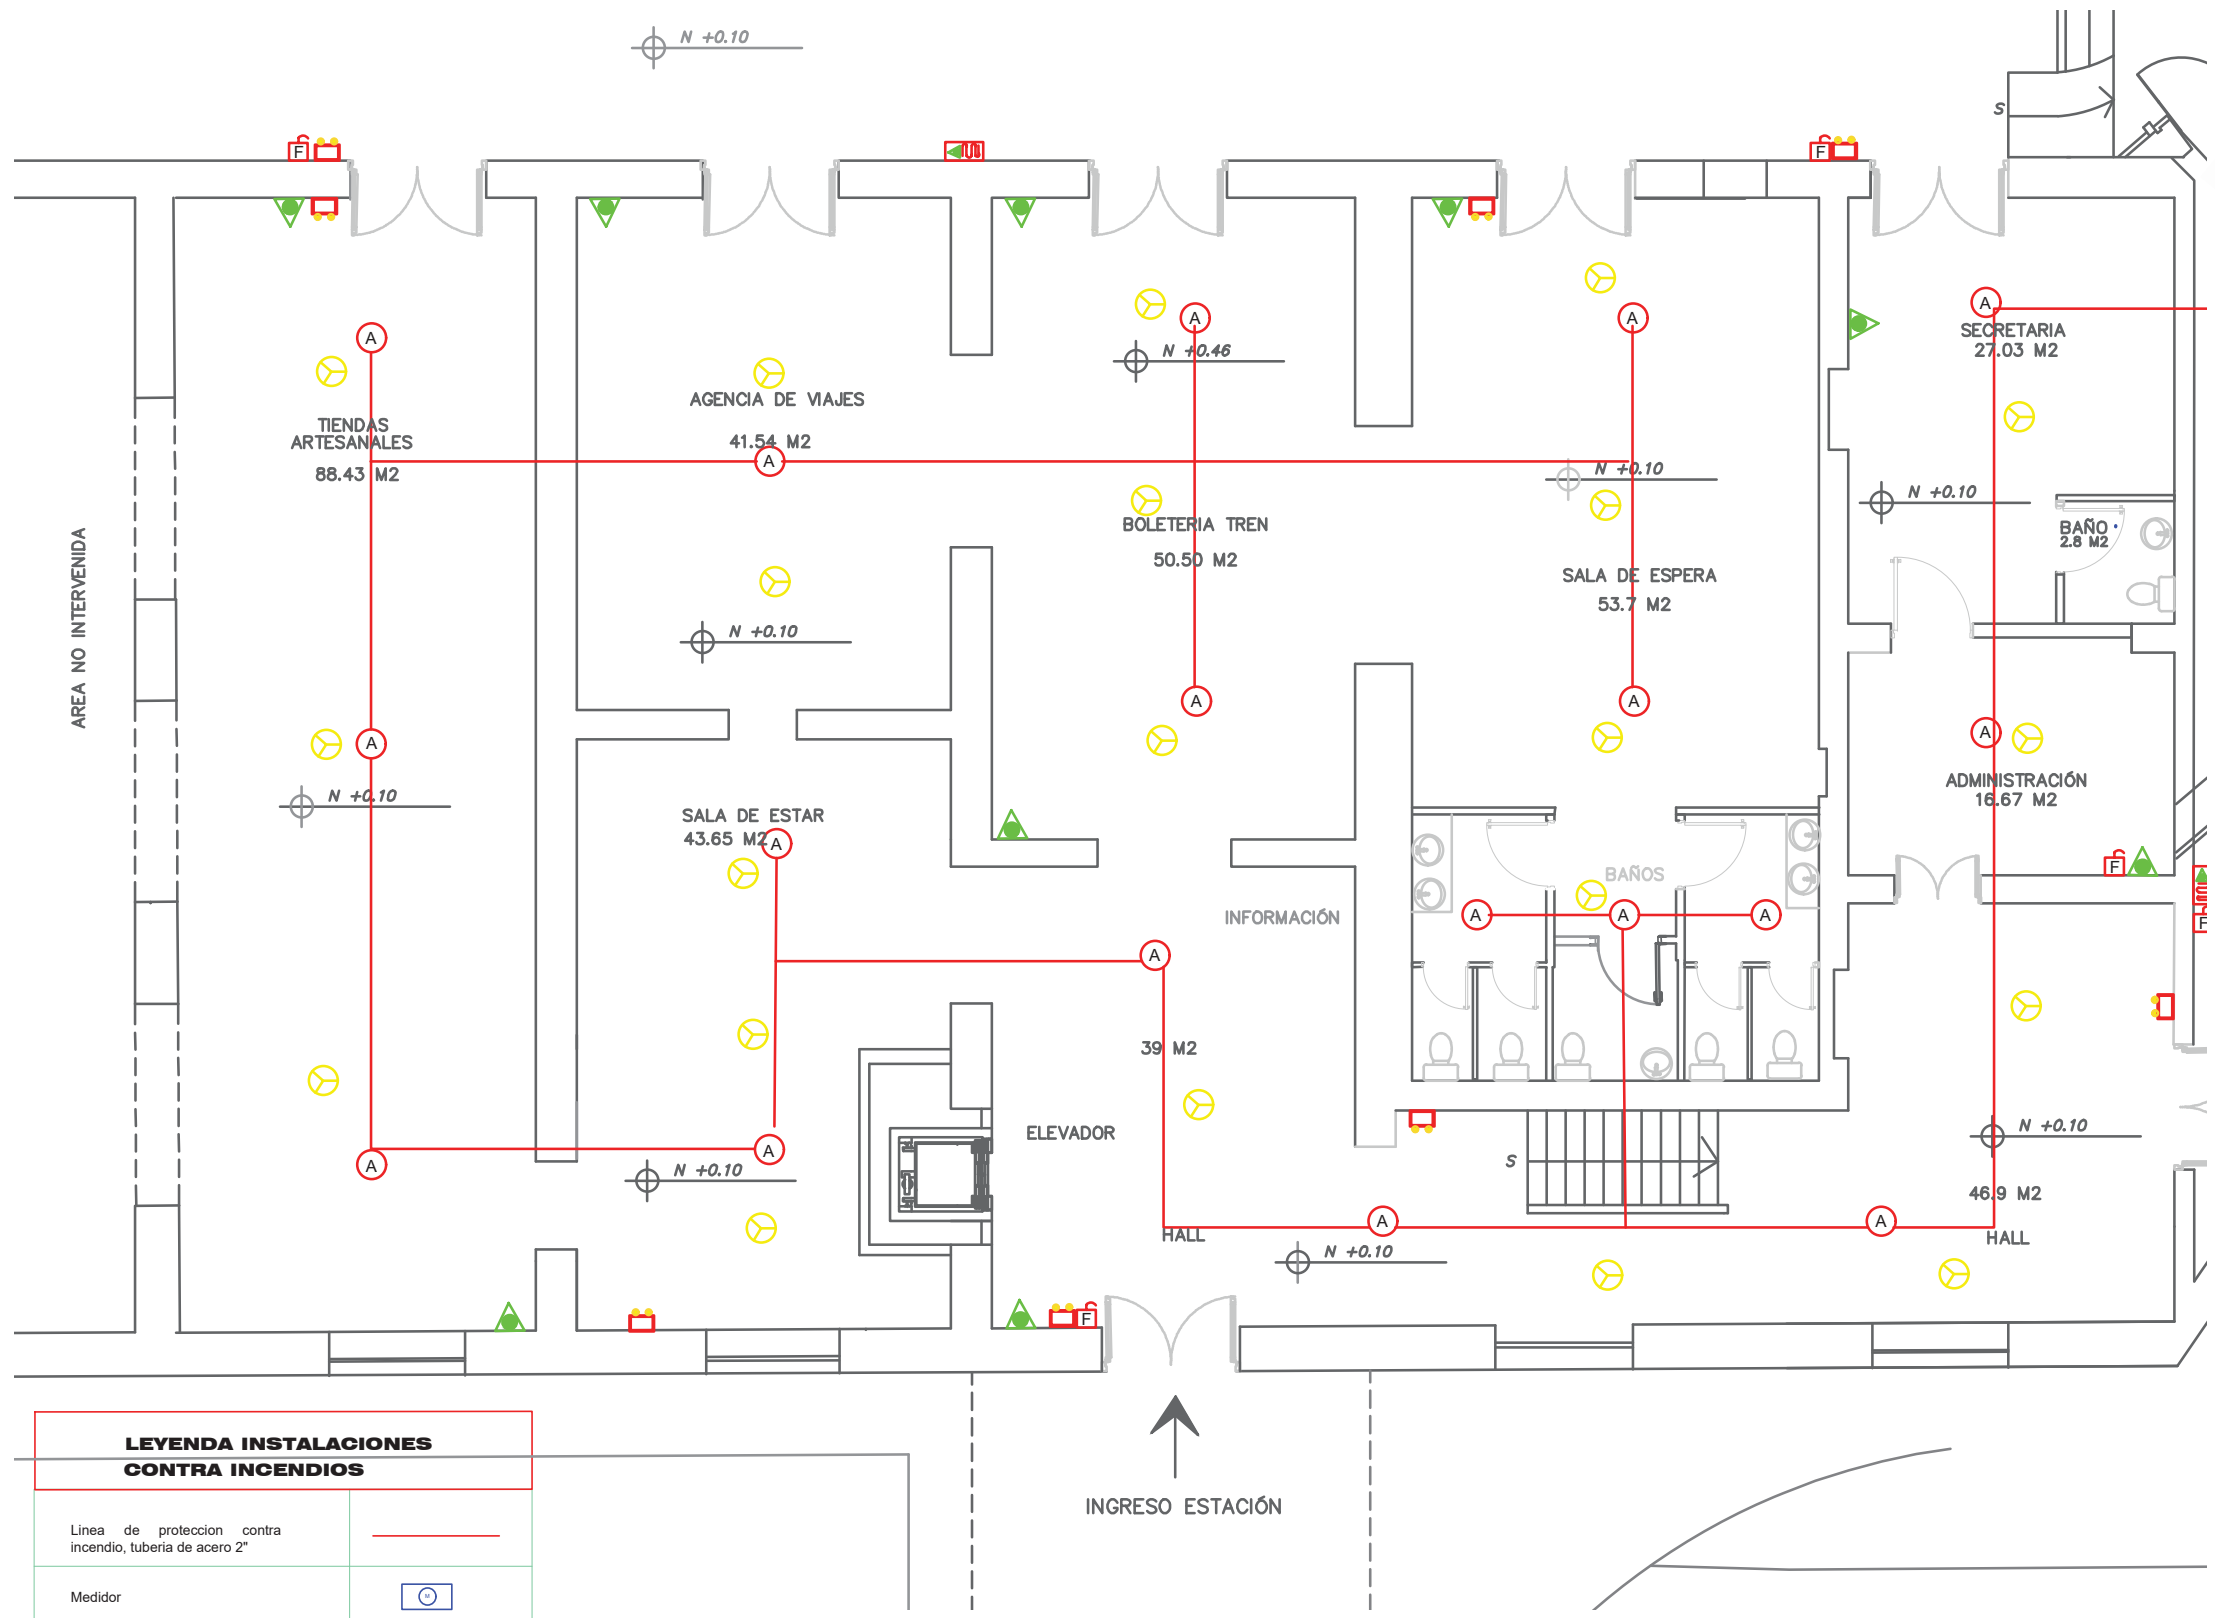 N +0.10
S
F
F
A
A
A
A
N +0.46
SECRETARIA
27.03 M2
AGENCIA DE VIAJES
TIENDAS
ARTESANALES
41.54 M2
A
88.43 M2
N +0.10
N +0.10
BOLETERIA TREN
50.50 M2
BAÑO
2.8 M2
SALA DE ESPERA
53.7 M2
AREA NO INTERVENIDA
N +0.10
A
A
A
A
ADMINISTRACIÓN
16.67 M2
N +0.10
SALA DE ESTAR
43.65 M2
A
F
BAÑOS
INFORMACIÓN
A
A
A
F
A
39 M2
ELEVADOR
N +0.10
A
A
S
N +0.10
46.9 M2
HALL
A
A
HALL
N +0.10
F
LEYENDA INSTALACIONES
CONTRA INCENDIOS
INGRESO ESTACIÓN
Linea de proteccion contra
incendio, tuberia de acero 2"
Medidor
M